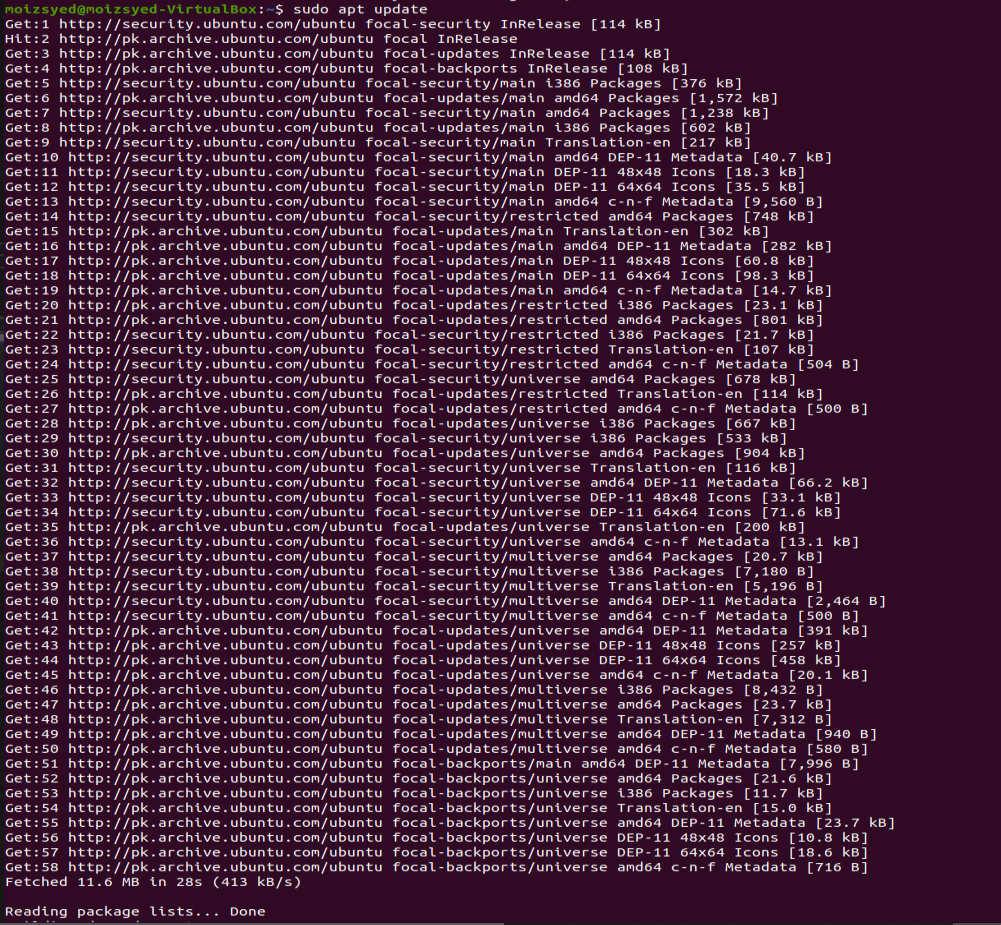 moizsyed@moizsyed-VirtualBox:~$ sudo apt update
Get:1 http://security.ubuntu.com/ubuntu focal-security InRelease [114 kB]
Hit:2 http://pk.archive.ubuntu.com/ubuntu focal InRelease
Get:3 http://pk.archive.ubuntu.com/ubuntu focal-updates InRelease [114 kB]
Get:4 http://pk.archive.ubuntu.com/ubuntu focal-backports InRelease [108 kB]
Get:5 http://security.ubuntu.com/ubuntu focal-security/main i386 Packages [376 kB]
Get:6 http://pk.archive.ubuntu.com/ubuntu focal-updates/main amd64 Packages [1,572 kB]
Get:7 http://security.ubuntu.com/ubuntu focal-security/main amd64 Packages [1,238 kB]
Get:8 http://pk.archive.ubuntu.com/ubuntu focal-updates/main i386 Packages [602 kB]
Get:9 http://security.ubuntu.com/ubuntu focal-security/main Translation-en [217 kB]
Get:10 http://security.ubuntu.com/ubuntu focal-security/main amd64 DEP-11 Metadata [40.7 kB]
Get:11 http://security.ubuntu.com/ubuntu focal-security/main DEP-11 48x48 Icons [18.3 kB]
Get:12 http://security.ubuntu.com/ubuntu focal-security/main DEP-11 64x64 Icons [35.5 kB]
Get:13 http://security.ubuntu.com/ubuntu focal-security/main amd64 c-n-f Metadata [9,560 B]
Get:14 http://security.ubuntu.com/ubuntu focal-security/restricted amd64 Packages [748 kB]
Get:15 http://pk.archive.ubuntu.com/ubuntu focal-updates/main Translation-en [302 kB]
Get:16 http://pk.archive.ubuntu.com/ubuntu focal-updates/main amd64 DEP-11 Metadata [282 kB]
Get:17 http://pk.archive.ubuntu.com/ubuntu focal-updates/main DEP-11 48x48 Icons [60.8 kB]
Get:18 http://pk.archive.ubuntu.com/ubuntu focal-updates/main DEP-11 64x64 Icons [98.3 kB]
Get:19 http://pk.archive.ubuntu.com/ubuntu focal-updates/main amd64 c-n-f Metadata [14.7 kB]
Get:20 http://pk.archive.ubuntu.com/ubuntu focal-updates/restricted i386 Packages [23.1 kB]
Get:21 http://pk.archive.ubuntu.com/ubuntu focal-updates/restricted amd64 Packages [801 kB]
Get:22 http://security.ubuntu.com/ubuntu focal-security/restricted i386 Packages [21.7 kB]
Get:23 http://security.ubuntu.com/ubuntu focal-security/restricted Translation-en [107 kB]
Get:24 http://security.ubuntu.com/ubuntu focal-security/restricted amd64 c-n-f Metadata [504 B]
Get:25 http://security.ubuntu.com/ubuntu focal-security/universe amd64 Packages [678 kB]
Get:26 http://pk.archive.ubuntu.com/ubuntu focal-updates/restricted Translation-en [114 kB]
Get:27 http://pk.archive.ubuntu.com/ubuntu focal-updates/restricted amd64 c-n-f Metadata [500 B]
Get:28 http://pk.archive.ubuntu.com/ubuntu focal-updates/universe i386 Packages [667 kB]
Get:29 http://security.ubuntu.com/ubuntu focal-security/universe i386 Packages [533 kB]
Get:30 http://pk.archive.ubuntu.com/ubuntu focal-updates/universe amd64 Packages [904 kB]
Get:31 http://security.ubuntu.com/ubuntu focal-security/universe Translation-en [116 kB]
Get:32 http://security.ubuntu.com/ubuntu focal-security/universe amd64 DEP-11 Metadata [66.2 kB]
Get:33 http://security.ubuntu.com/ubuntu focal-security/universe DEP-11 48x48 Icons [33.1 kB]
Get:34 http://security.ubuntu.com/ubuntu focal-security/universe DEP-11 64x64 Icons [71.6 kB]
Get:35 http://pk.archive.ubuntu.com/ubuntu focal-updates/universe Translation-en [200 kB]
Get:36 http://security.ubuntu.com/ubuntu focal-security/universe amd64 c-n-f Metadata [13.1 kB]
Get:37 http://security.ubuntu.com/ubuntu focal-security/multiverse amd64 Packages [20.7 kB]
Get:38 http://security.ubuntu.com/ubuntu focal-security/multiverse i386 Packages [7,180 B]
Get:39 http://security.ubuntu.com/ubuntu focal-security/multiverse Translation-en [5,196 B]
Get:40 http://security.ubuntu.com/ubuntu focal-security/multiverse amd64 DEP-11 Metadata [2,464 B]
Get:41 http://security.ubuntu.com/ubuntu focal-security/multiverse amd64 c-n-f Metadata [500 B]
Get:42 http://pk.archive.ubuntu.com/ubuntu focal-updates/universe amd64 DEP-11 Metadata [391 kB]
Get:43 http://pk.archive.ubuntu.com/ubuntu focal-updates/universe DEP-11 48x48 Icons [257 kB]
Get:44 http://pk.archive.ubuntu.com/ubuntu focal-updates/universe DEP-11 64x64 Icons [458 kB]
Get:45 http://pk.archive.ubuntu.com/ubuntu focal-updates/universe amd64 c-n-f Metadata [20.1 kB]
Get:46 http://pk.archive.ubuntu.com/ubuntu focal-updates/multiverse i386 Packages [8,432 B]
Get:47 http://pk.archive.ubuntu.com/ubuntu focal-updates/multiverse amd64 Packages [23.7 kB]
Get:48 http://pk.archive.ubuntu.com/ubuntu focal-updates/multiverse Translation-en [7,312 B]
Get:49 http://pk.archive.ubuntu.com/ubuntu focal-updates/multiverse amd64 DEP-11 Metadata [940 B]
Get:50 http://pk.archive.ubuntu.com/ubuntu focal-updates/multiverse amd64 c-n-f Metadata [580 B]
Get:51 http://pk.archive.ubuntu.com/ubuntu focal-backports/main amd64 DEP-11 Metadata [7,996 B]
Get:52 http://pk.archive.ubuntu.com/ubuntu focal-backports/universe amd64 Packages [21.6 kB]
Get:53 http://pk.archive.ubuntu.com/ubuntu focal-backports/universe i386 Packages [11.7 kB]
Get:54 http://pk.archive.ubuntu.com/ubuntu focal-backports/universe Translation-en [15.0 kB]
Get:55 http://pk.archive.ubuntu.com/ubuntu focal-backports/universe amd64 DEP-11 Metadata [23.7 kB]
Get:56 http://pk.archive.ubuntu.com/ubuntu focal-backports/universe DEP-11 48x48 Icons [10.8 kB]
Get:57 http://pk.archive.ubuntu.com/ubuntu focal-backports/universe DEP-11 64x64 Icons [18.6 kB]
Get:58 http://pk.archive.ubuntu.com/ubuntu focal-backports/universe amd64 c-n-f Metadata [716 B]
Fetched 11.6 MB in 28s (413 kB/s)
Reading package lists... Done